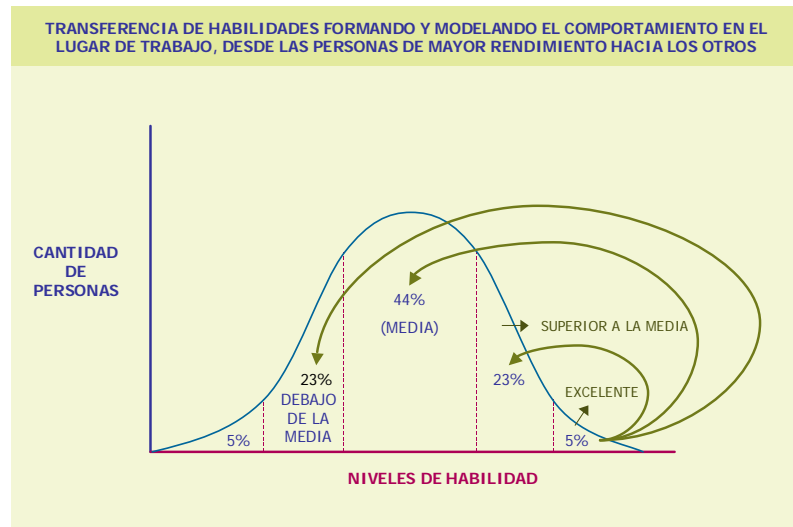 TRANSFERENCIA DE HABILIDADES FORMANDO Y MODELANDO EL COMPORTAMIENTO EN EL
LUGAR DE TRABAJO, DESDE LAS PERSONAS DE MAYOR RENDIMIENTO HACIA LOS OTROS
CANTIDAD
DE
PERSONAS
44%
(MEDIA)
SUPERIOR A LA MEDIA
23%
DEBAJO
DE LA
MEDIA
23%
EXCELENTE
5%
5%
NIVELES DE HABILIDAD